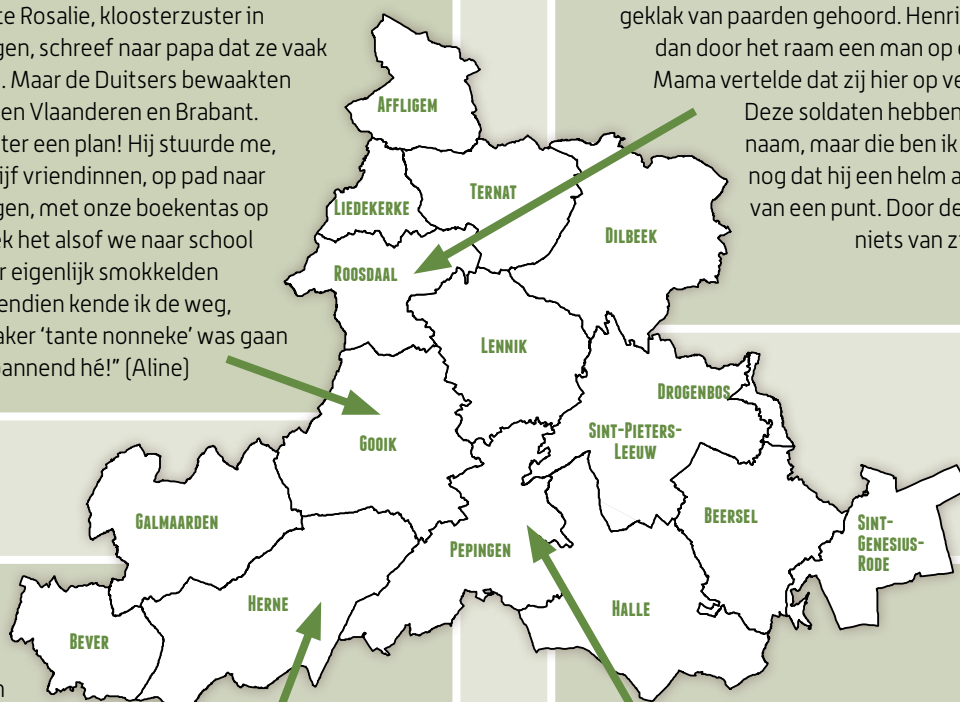 te Rosalie, kloosterzuster in
gen, schreef naar papa dat ze vaak
. Maar de Duitsers bewaakten
en Vlaanderen en Brabant.
ter een plan! Hij stuurde me,
ijf vriendinnen, op pad naar
gen, met onze boekentas op
ek het alsof we naar school
r eigenlijk smokkelden
endien kende ik de weg,
aker ‘tante nonneke’ was gaan
pannend hé!” (Aline)
geklak van paarden gehoord. Henri
dan door het raam een man op
Mama vertelde dat zij hier op ve
Deze soldaten hebben
naam, maar die ben ik
nog dat hij een helm a
van een punt. Door de
niets van z
Affligem
Ternat
Liedekerke
Dilbeek
Roosdaal
Lennik
Drogenbos
Sint-Pieters-
Leeuw
Gooik
Galmaarden
Beersel
Sint-
Genesius-
Rode
Pepingen
Herne
Halle
Bever
n